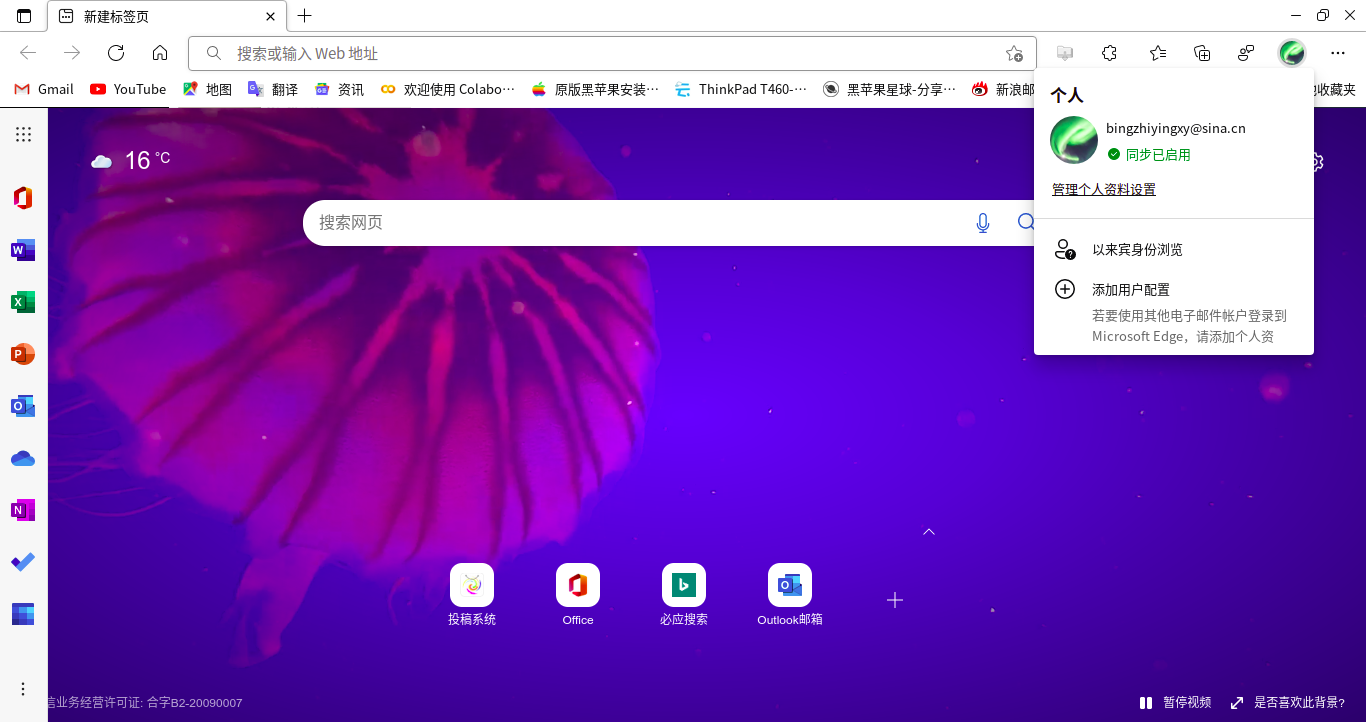 新建标签页
搜索或输入 Web 地址
Gmail
YouTube
地图
翻译
资讯
欢迎使用 Colabo…
原版黑苹果安装…
ThinkPad T460-…
黑苹果星球-分享…
新浪邮
收藏夹
16 °C
搜索网页
个人
bingzhiyingxy@sina.cn
同步已启用
管理个人资料设置
以来宾身份浏览
添加用户配置
若要使用其他电子邮件帐户登录到
Microsoft Edge，请添加个人资
投稿系统
Office
必应搜索
Outlook邮箱
信业务经营许可证: 合字B2-20090007
暂停视频
是否喜欢此背景?